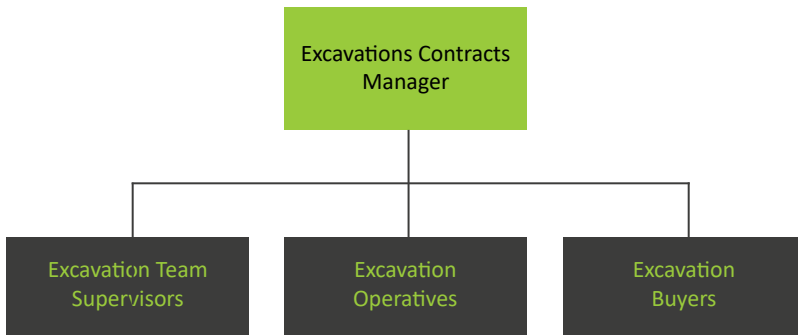 Excavations Contracts
Manager
Excavation Team
Supervisors
Excavation
Operatives
Excavation
Buyers